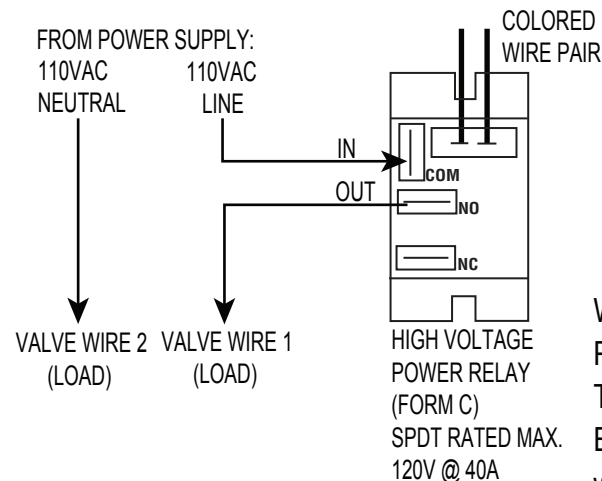 COLORED
WIRE PAIR
FROM POWER SUPPLY:
110VAC
NEUTRAL
110VAC
LINE
IN
COM
OUT
NO
NC
VALVE WIRE 2
(LOAD)
VALVE WIRE 1
(LOAD)
HIGH VOLTAGE
POWER RELAY
(FORM C)
SPDT RATED MAX.
120V @ 40A